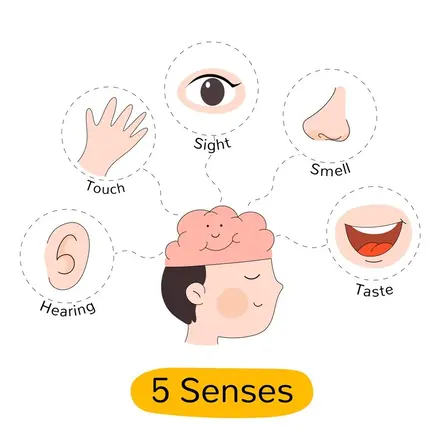 Sight
Smell
Touch
Taste
Hearing
5 Senses